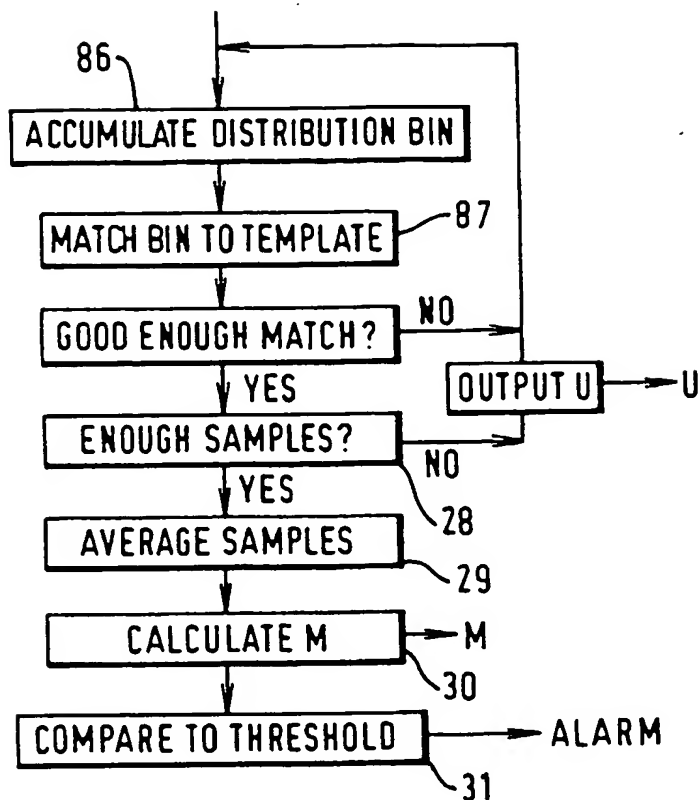 86
ACCUMULATE DISTRIBUTION BIN
MATCH BIN TO TEMPLATE
87
GOOD ENOUGH MATCH?
NO
YES
OUTPUT U
U
ENOUGH SAMPLES?
NO
28
YES
AVERAGE SAMPLES
29
CALCULATE M
M
30
COMPARE TO THRESHOLD
ALARM
31